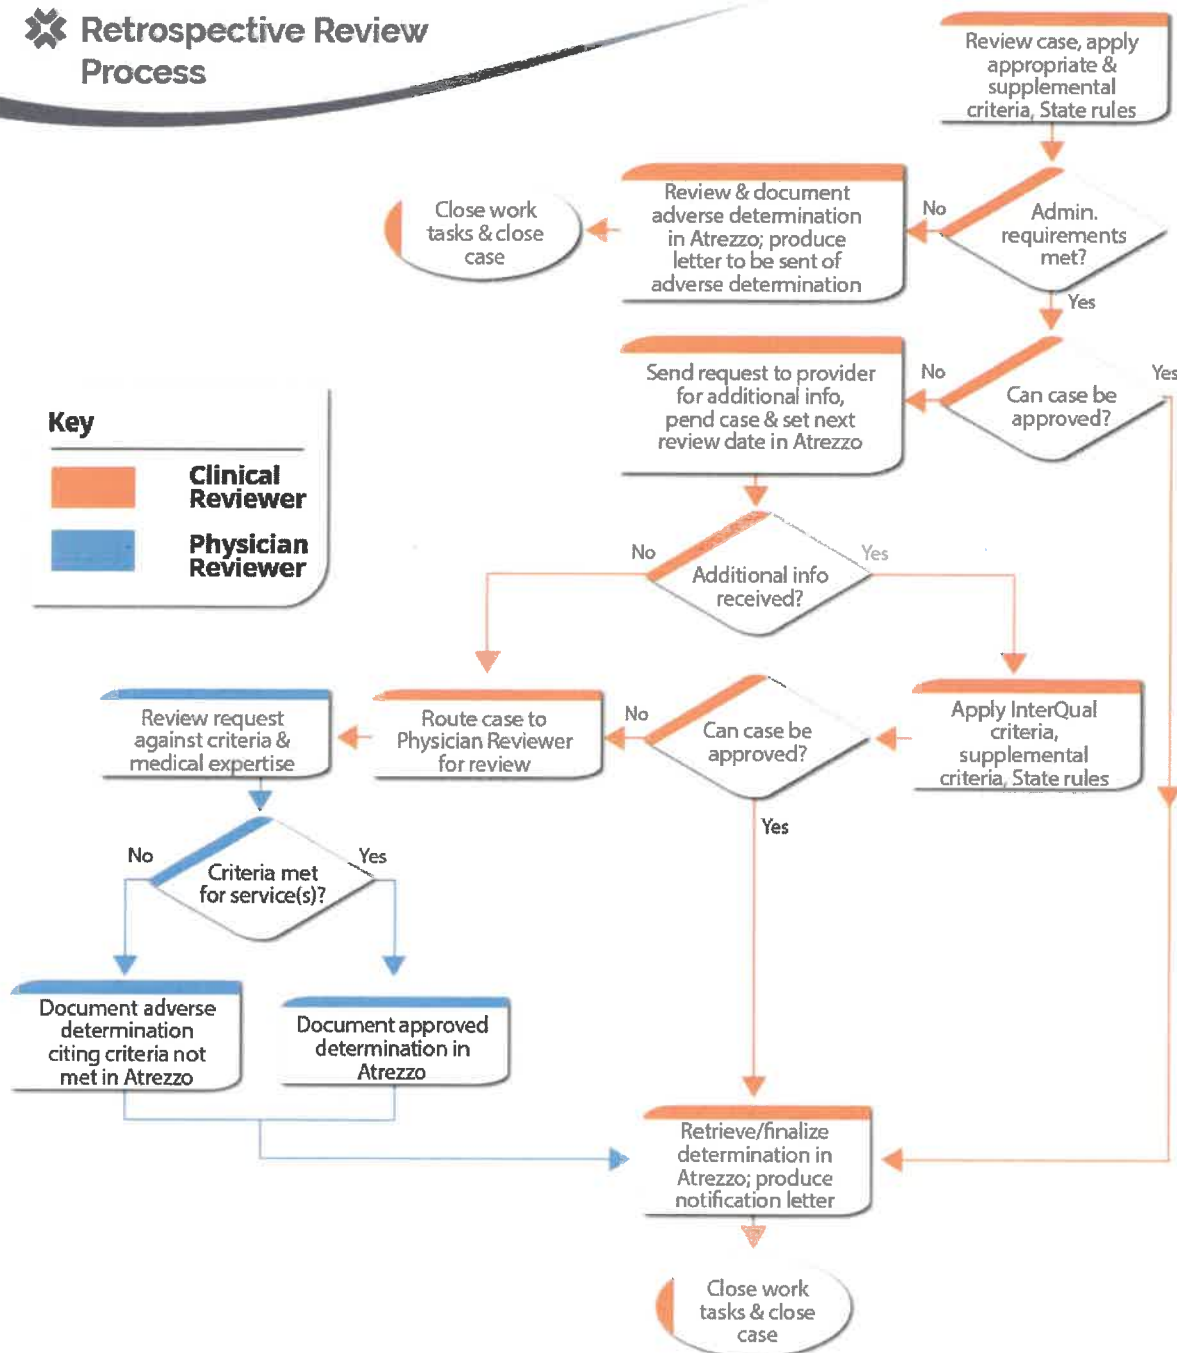 Retrospective Review
Process
Review case, apply
appropriate &
supplemental
criteria, State rules
Admin.
requirements
met?
No
Yes
Review & document
adverse determination
in Atrezzo; produce
letter to be sent of
adverse determination
Close work
tasks & close
case
Can case be
approved?
No
Yes
Send request to provider
for additional info,
pend case & set next
review date in Atrezzo
Key
Clinical
Reviewer
Physician
Reviewer
Additional info
received?
No
Yes
Apply InterQual
criteria,
supplemental
criteria, State rules
Can case be
approved?
No
Yes
Route case to
Physician Reviewer
for review
Review request
against criteria &
medical expertise
Criteria met
for service(s)?
No
Yes
Document adverse
determination
citing criteria not
met in Atrezzo
Document approved
determination in
Atrezzo
Retrieve/finalize
determination in
Atrezzo; produce
notification letter
Close work
tasks & close
case